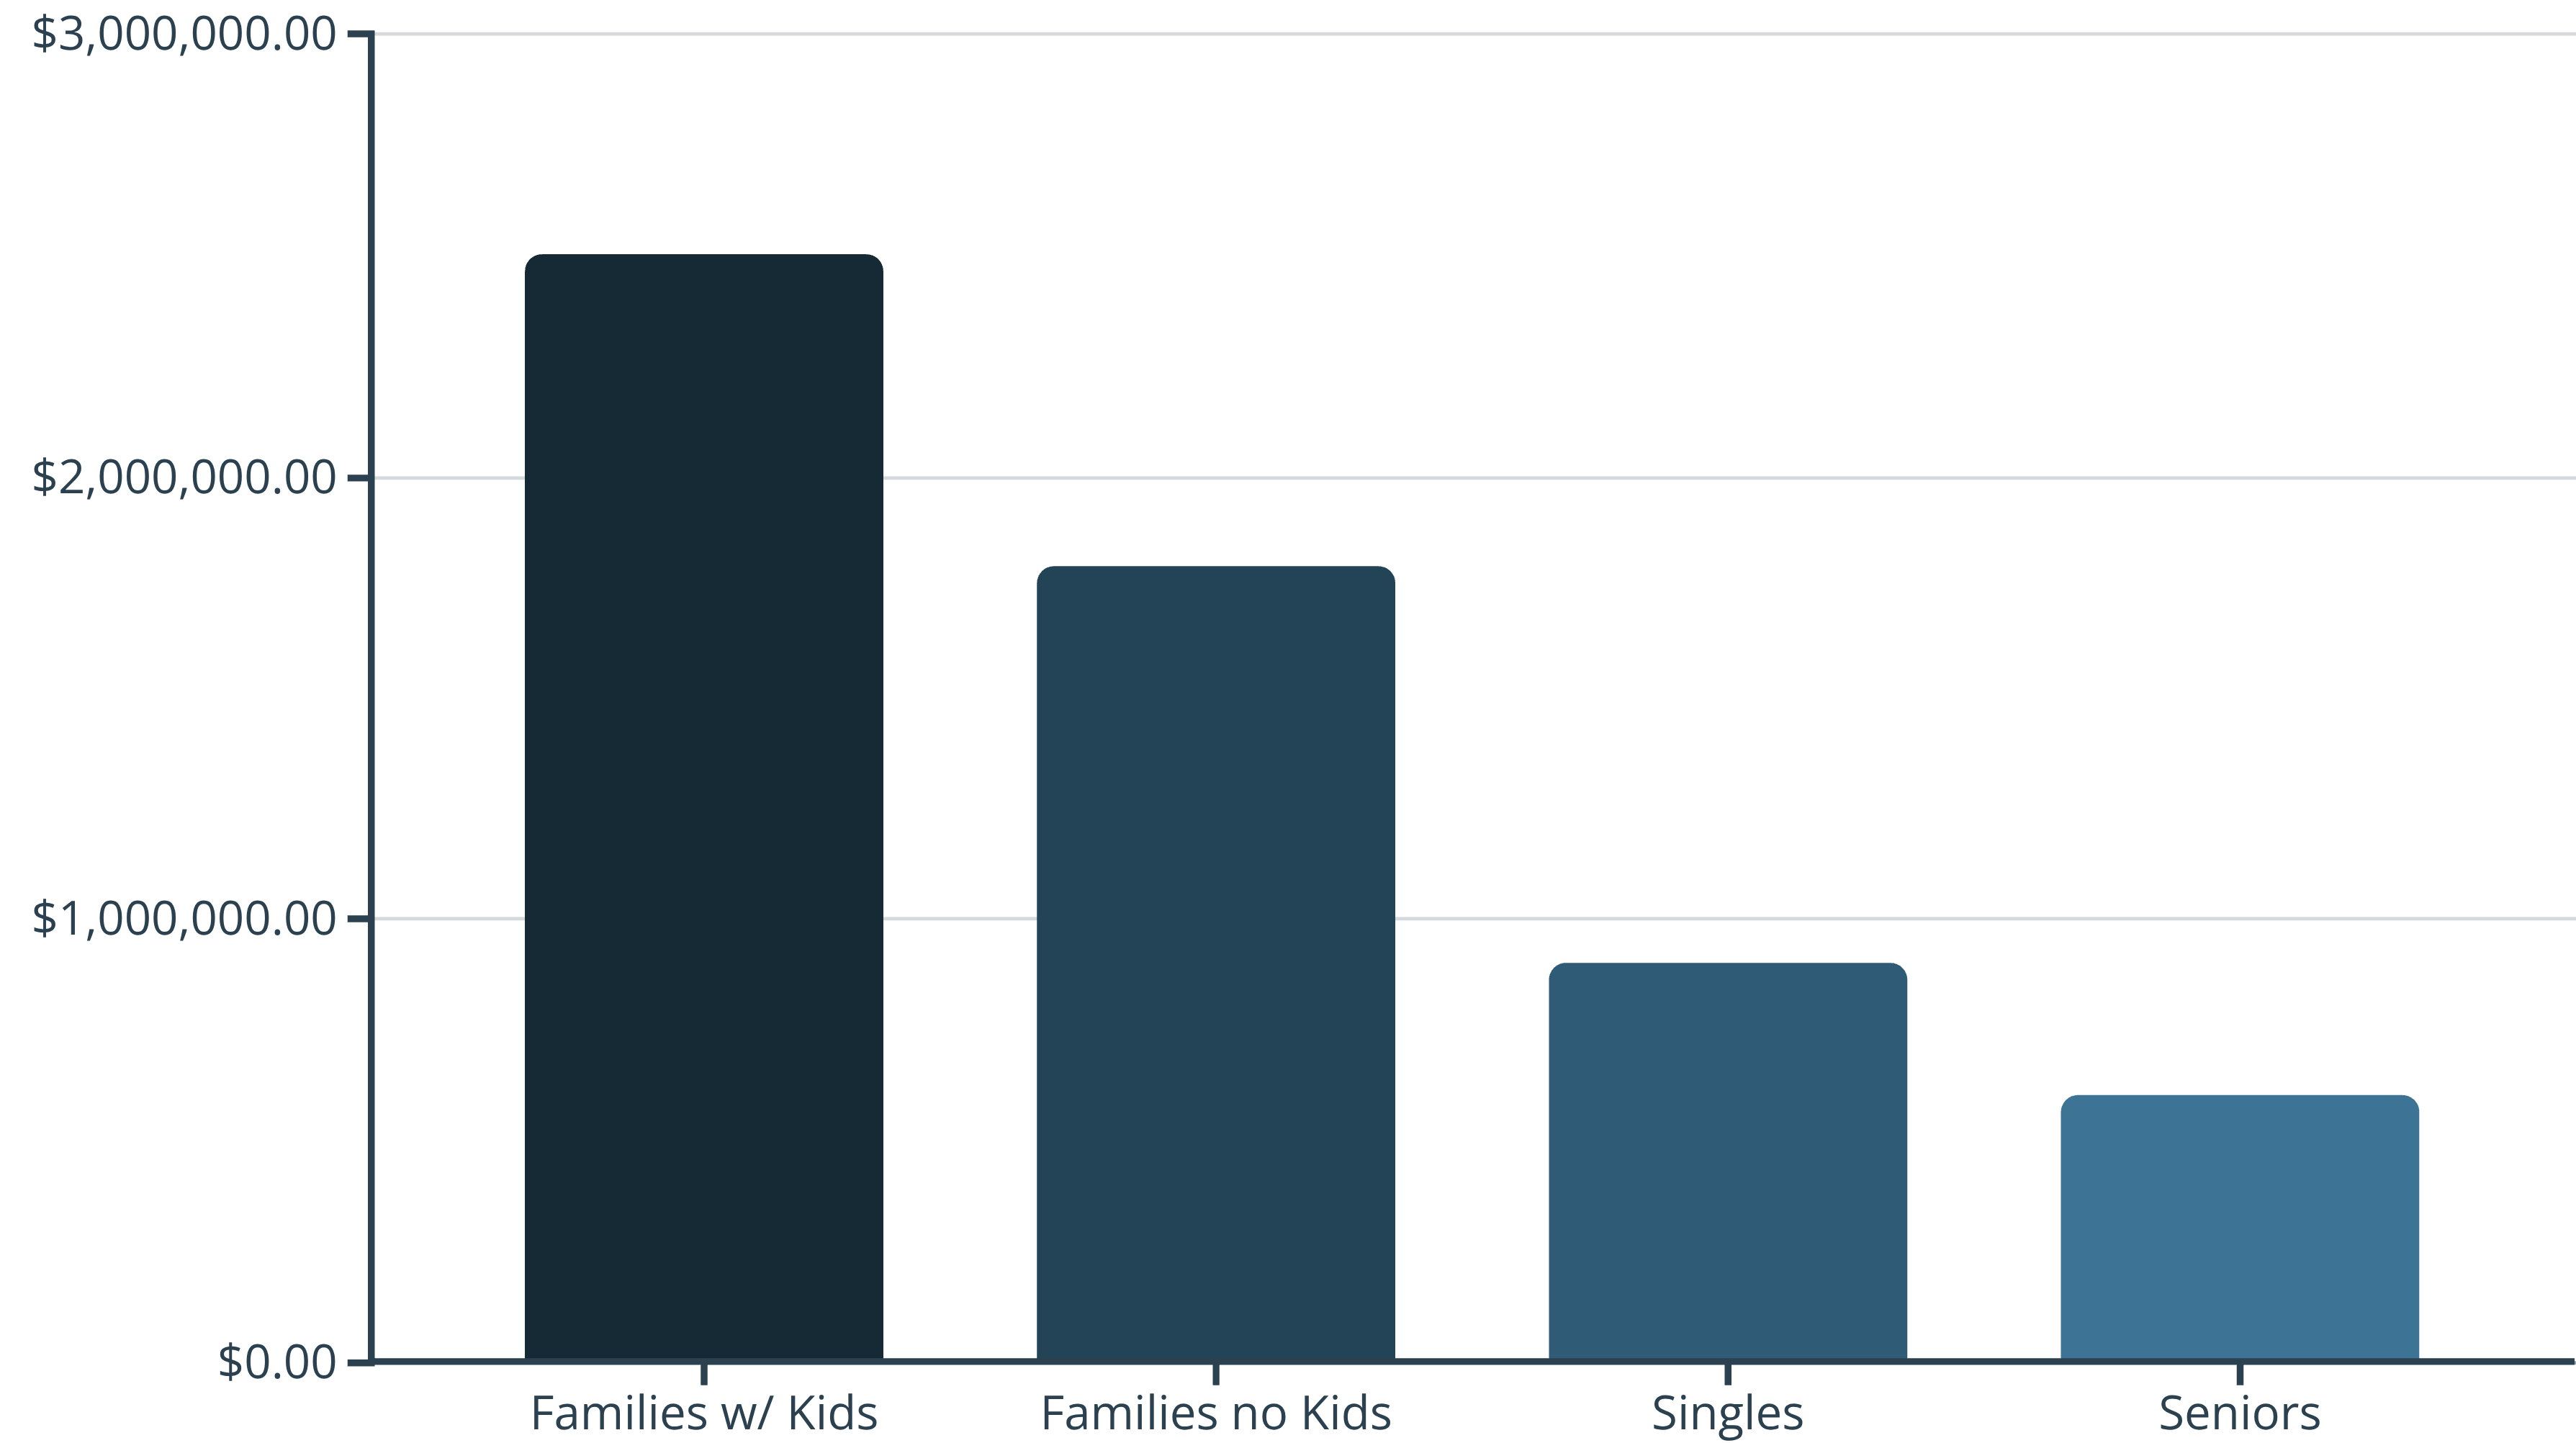 $3,000,000.00
$2,000,000.00
$1,000,000.00
$0.00
Families w/ Kids
Families no Kids
Singles
Seniors